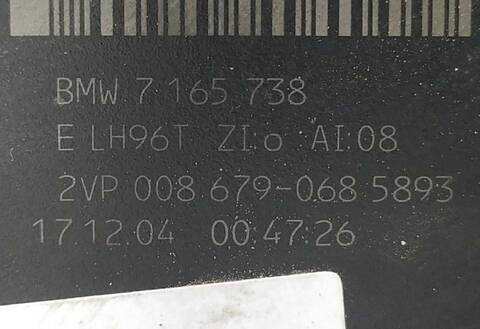 BMW 7 165 738
E LH96T ZI:o AI:08
2VP 008 679-068 5893
17.12.04 00:47:26